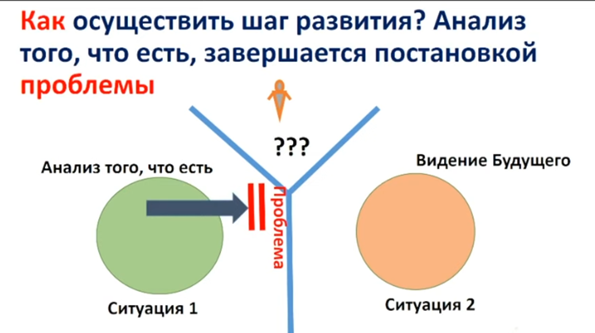 Как осуществить шаг развития? Анализ
того, что есть, завершается постановкой
проблемы
???
Анализ того, что есть
Видение Будущего
Проблема
Ситуация 1
Ситуация 2